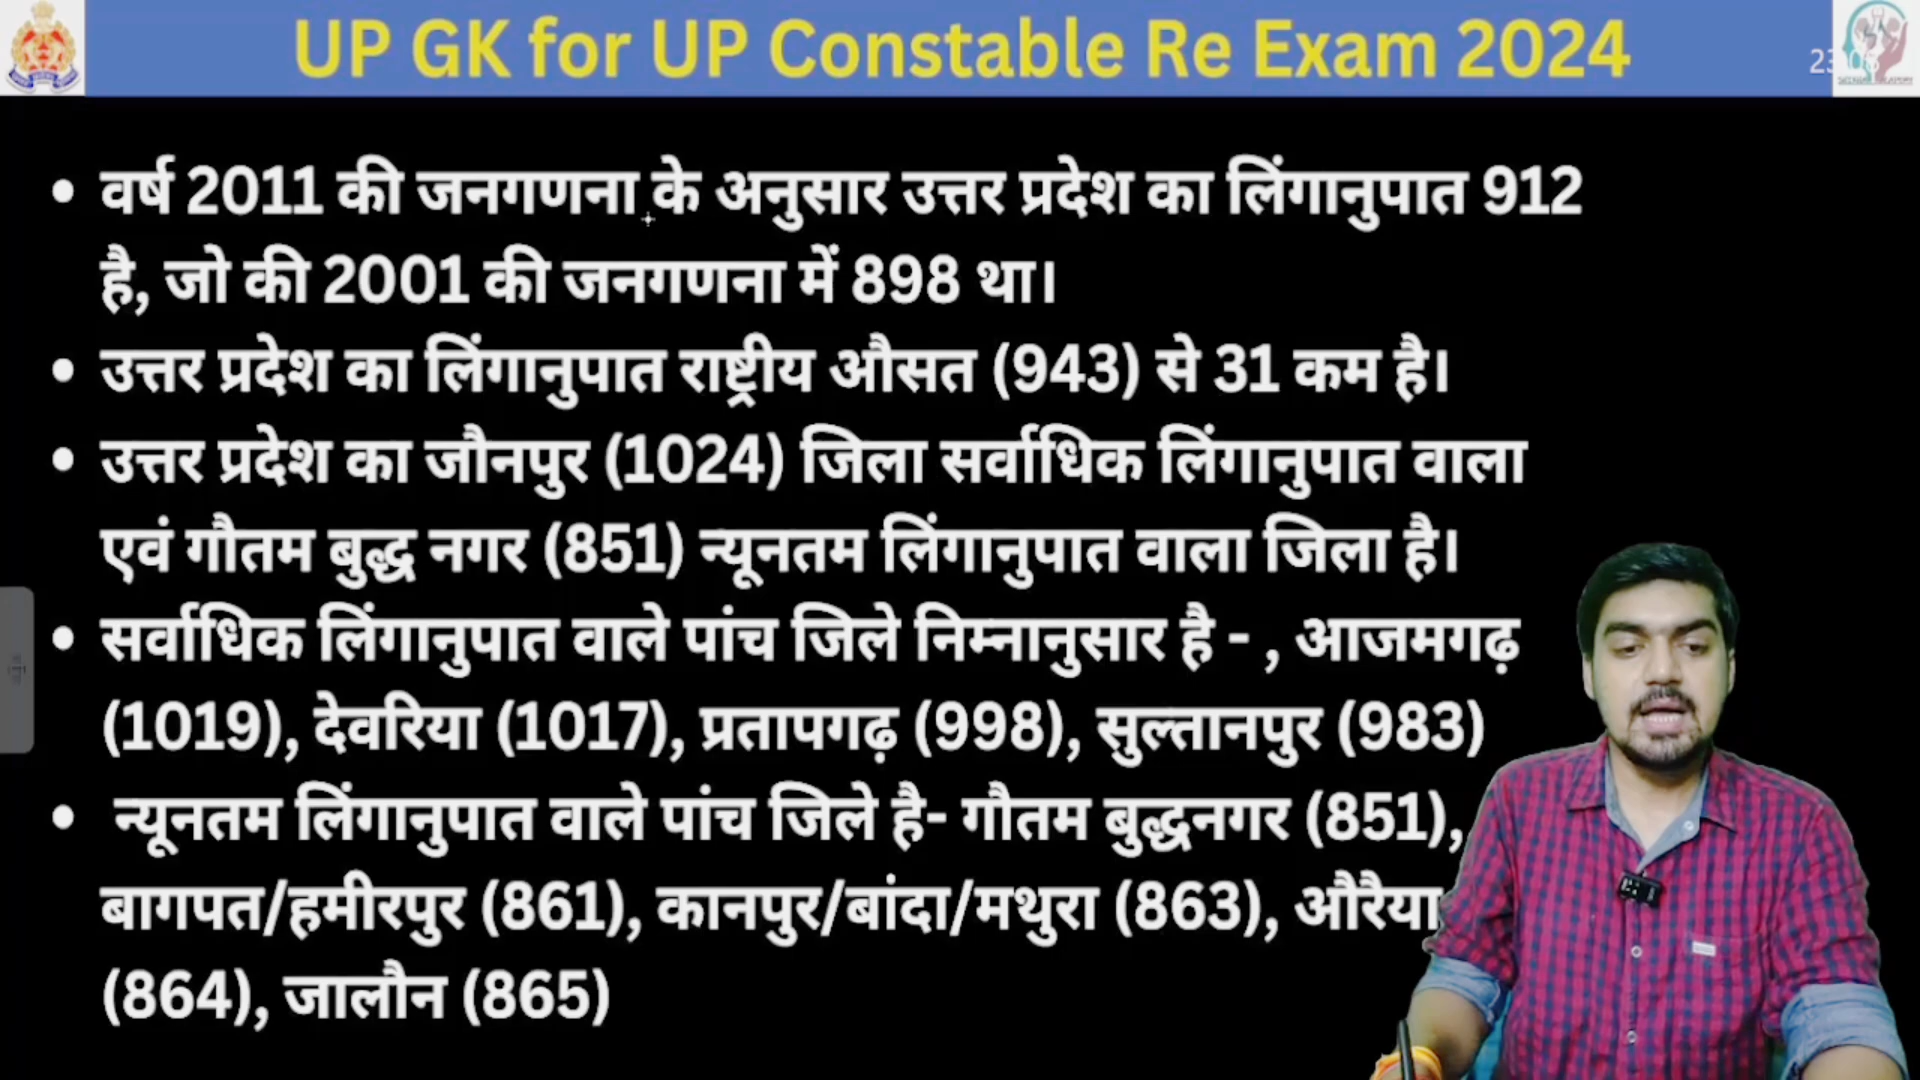 UP GK for UP Constable Re Exam 2024
वर्ष 2011 की जनगणना के अनुसार उत्तर प्रदेश का लिंगानुपात 912
है, जो की 2001 की जनगणना में 898 था।
उत्तर प्रदेश का लिंगानुपात राष्ट्रीय औसत (943) से 31 कम है।
उत्तर प्रदेश का जौनपुर (1024) जिला सर्वाधिक लिंगानुपात वाला
एवं गौतम बुद्ध नगर (851) न्यूनतम लिंगानुपात वाला जिला है।
सर्वाधिक लिंगानुपात वाले पांच जिले निम्नानुसार है - , आजमगढ़
(1019), देवरिया (1017), प्रतापगढ़ (998), सुल्तानपुर (983)
न्यूनतम लिंगानुपात वाले पांच जिले है- गौतम बुद्धनगर (851),
बागपत/हमीरपुर (861), कानपुर/बांदा/मथुरा (863), औरैया
(864), जालौन (865)